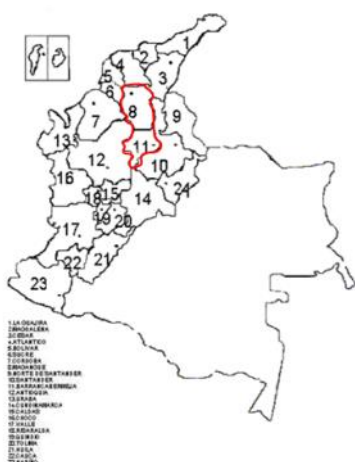 1
2
3
4
5
6
8
7
9
13
11
12
10
16
15
24
18
14
19
20
17
21
22
23
1 LA GUAJIRA
2 MAGDALENA
3 CESAR
4 ATLANTICO
5 BOLIVAR
6 SUCRE
7 CORDOBA
9 NORTE DE SANTANDER
10 SANTANDER
11 BARRANCABERMEJA
12 ANTIOQUIA
13 URABA
14 CUNDINAMARCA
15 CALDAS
16 CHOCO
17 VALLE
18 RISARALDA
19 QUINDIO
20 TOLIMA
21 HUILA
22 CAUCA